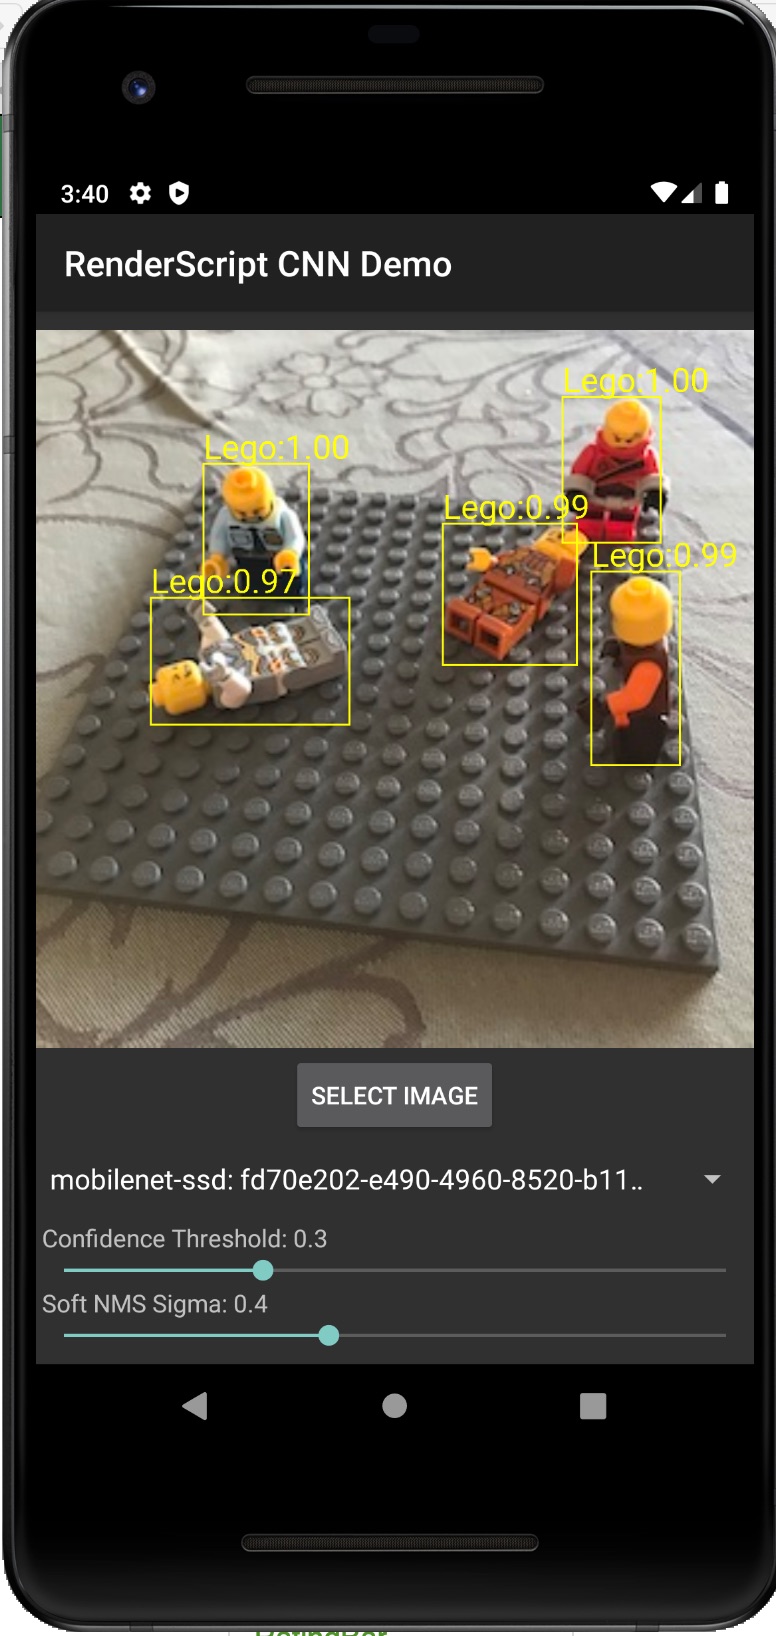 3:40
RenderScript CNN Demo
Lego:1.00
Lego:1.00
Lego:0.99
Lego:0.99
Lego:0.97
SELECT IMAGE
mobilenet-ssd: fd70e202-e490-4960-8520-b11..
Confidence Threshold: 0.3
Soft NMS Sigma: 0.4